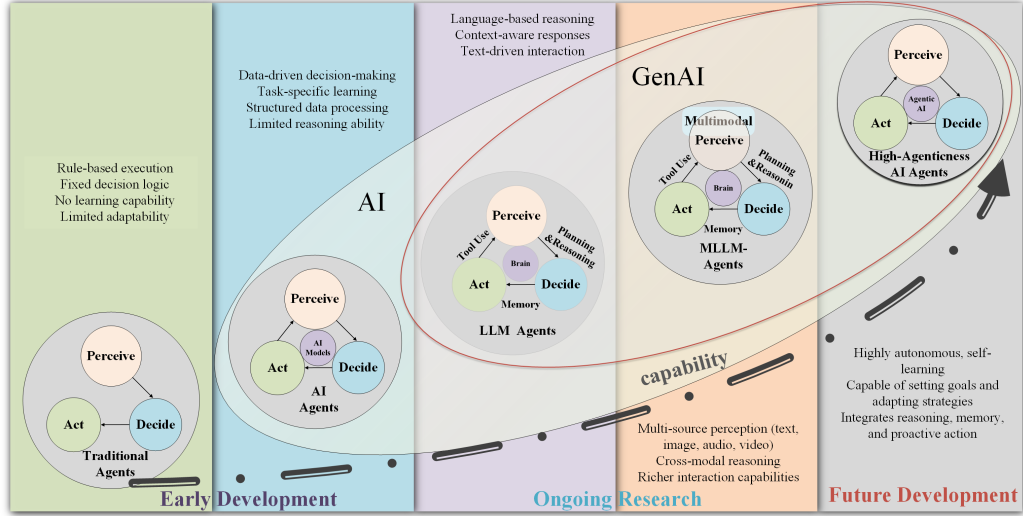 Rule-based execution
Fixed decision logic
No learning capability
Limited adaptability
Perceive
Act
Decide
Traditional
Agents
Data-driven decision-making
Task-specific learning
Structured data processing
Limited reasoning ability
AI
Perceive
AI
Models
Act
Decide
AI
Agents
Early Development
Language-based reasoning
Context-aware responses
Text-driven interaction
Perceive
Tool Use
Planning
&Reasoning
Brain
Act
Decide
Memory
LLM Agents
GenAI
Multimodal
Perceive
Tool Use
Planning
&Reasonin
Brain
Act
Decide
Memory
MLLM-
Agents
capability
Multi-source perception (text,
image, audio, video)
Cross-modal reasoning
Richer interaction capabilities
Ongoing Research
Perceive
Agentic
AI
Act
Decide
High-Agenticness
AI Agents
Highly autonomous, self-
learning
Capable of setting goals and
adapting strategies
Integrates reasoning, memory,
and proactive action
Future Development